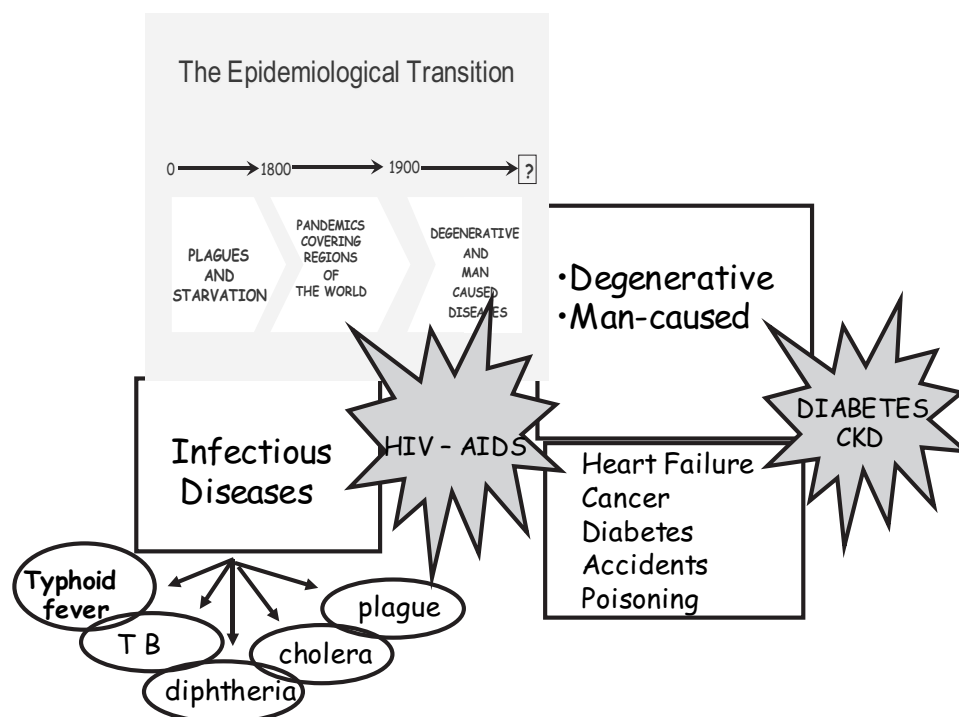 The Epidemiological Transition
0
1800
1900
?
PLAGUES
AND
STARVATION
PANDEMICS
COVERING
REGIONS
OF
THE WORLD
DEGENERATIVE
AND
MAN
CAUSED
DISEASES
•Degenerative
•Man-caused
DIABETES
CKD
HIV – AIDS
Infectious
Diseases
Heart Failure
Cancer
Diabetes
Accidents
Poisoning
Typhoid
fever
T B
diphtheria
cholera
plague